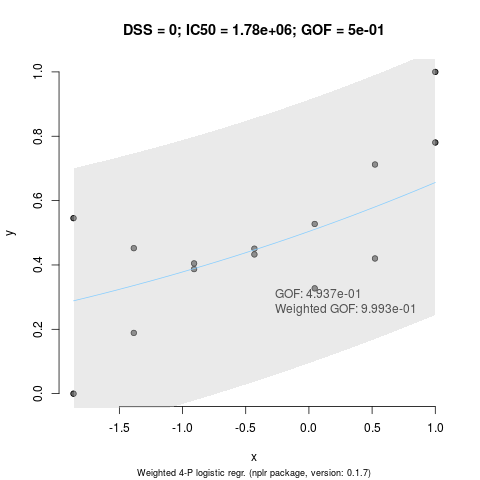 DSS = 0; IC50 = 1.78e+06; GOF = 5e-01
1.0
0.8
0.6
0.4
0.2
0.0
y
GOF: 4.937e-01
Weighted GOF: 9.993e-01
-1.5 -1.0 -0.5 0.0 0.5 1.0
x
Weighted 4-P logistic regr. (nplr package, version: 0.1.7)